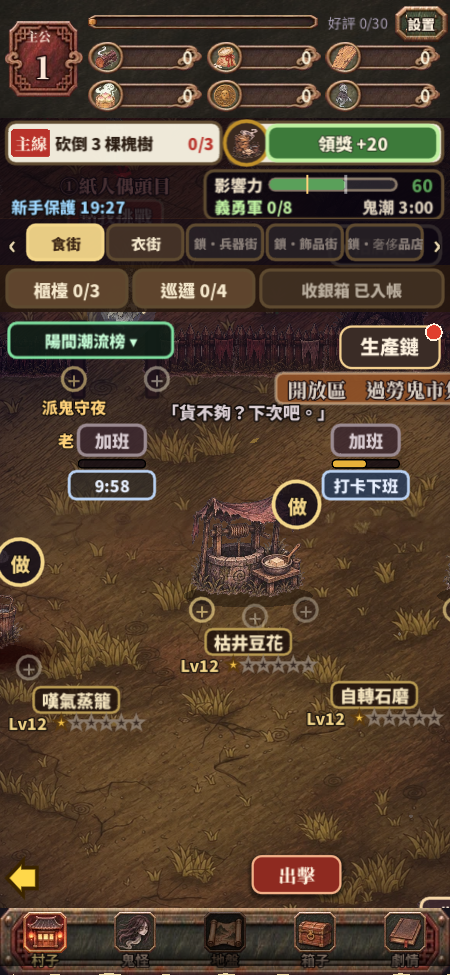 主公
1
好評 0/30
設置
0
0
0
0
0
0
主線 砍倒 3 棵槐樹 0/3
領獎 +20
紙人偶頭目
影響力 60
新手保護 19:27
義勇軍 0/8
鬼潮 3:00
‹ 食街 衣街 鎖・兵器街 鎖・飾品街 鎖・奢侈品店 ›
櫃檯 0/3
巡邏 0/4
收銀箱 已入帳
陽間潮流榜 ▾
生產鏈
開放區 過勞鬼市
派鬼守夜
「貨不夠？下次吧。」
老
加班
加班
9:58
打卡下班
做
做
枯井豆花
Lv12 ★☆☆☆☆☆
嘆氣蒸籠
Lv12 ★☆☆☆☆☆
自轉石磨
Lv12 ★☆☆☆☆☆
出擊
村子
鬼怪
地盤
箱子
劇情